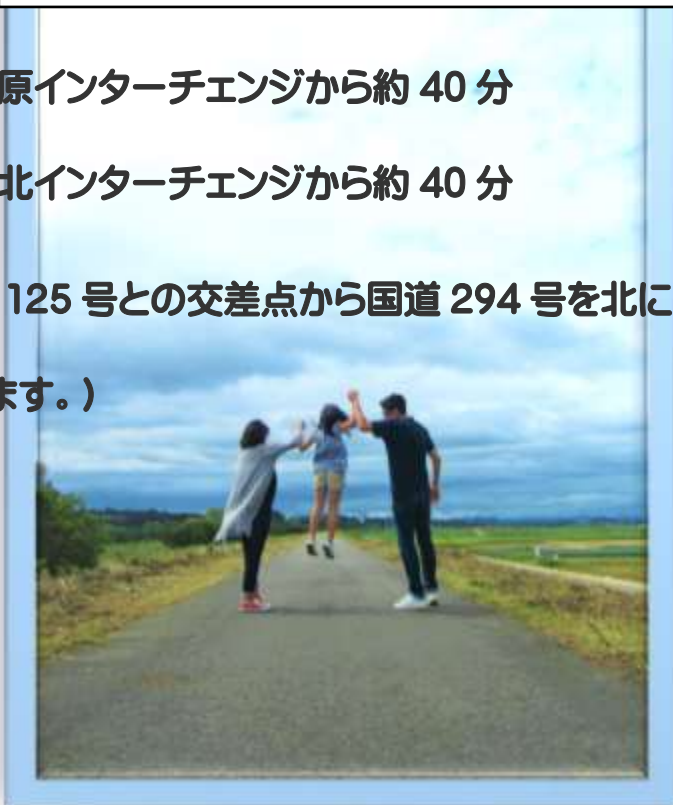 原インターチェンジから約 40 分
北インターチェンジから約 40 分
125 号との交差点から国道 294 号を北に
ます。)